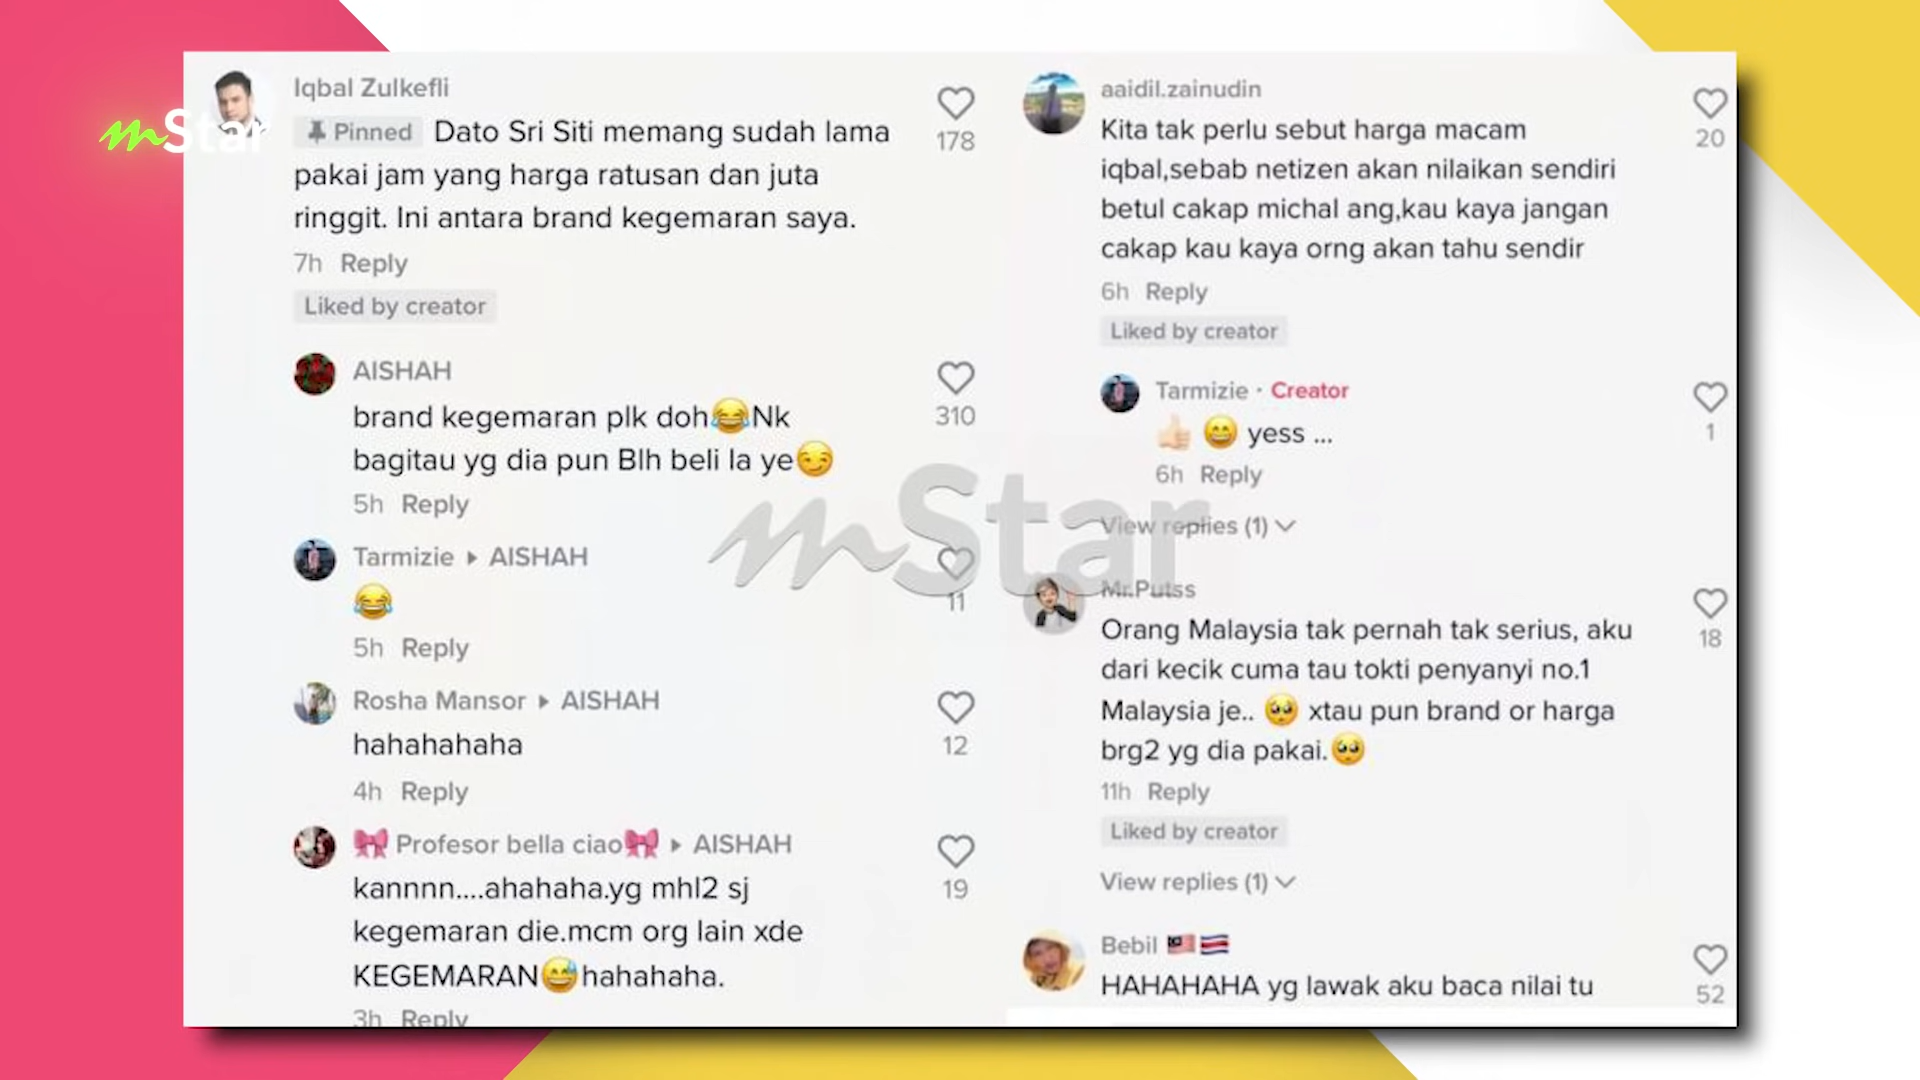 mStar
Iqbal Zulkefli
Pinned Dato Sri Siti memang sudah lama
pakai jam yang harga ratusan dan juta
ringgit. Ini antara brand kegemaran saya.
178
7h Reply
Liked by creator
AISHAH
brand kegemaran plk doh😂Nk
bagitau yg dia pun Blh beli la ye😏
310
5h Reply
Tarmizie ▸ AISHAH
😂
11
5h Reply
Rosha Mansor ▸ AISHAH
hahahahaha
12
4h Reply
🎀 Profesor bella ciao🎀 ▸ AISHAH
kannnn....ahahaha.yg mhl2 sj
kegemaran die.mcm org lain xde
KEGEMARAN😅hahahaha.
19
3h Reply
mStar
aaidil.zainudin
Kita tak perlu sebut harga macam
iqbal,sebab netizen akan nilaikan sendiri
betul cakap michal ang,kau kaya jangan
cakap kau kaya orng akan tahu sendir
20
6h Reply
Liked by creator
Tarmizie · Creator
👍🏻 😁 yess ...
1
6h Reply
View replies (1)
Mr.Putss
Orang Malaysia tak pernah tak serius, aku
dari kecik cuma tau tokti penyanyi no.1
Malaysia je.. 🥺 xtau pun brand or harga
brg2 yg dia pakai.🥺
18
11h Reply
Liked by creator
View replies (1)
Bebil 🇲🇾🇨🇷
HAHAHAHA yg lawak aku baca nilai tu
52